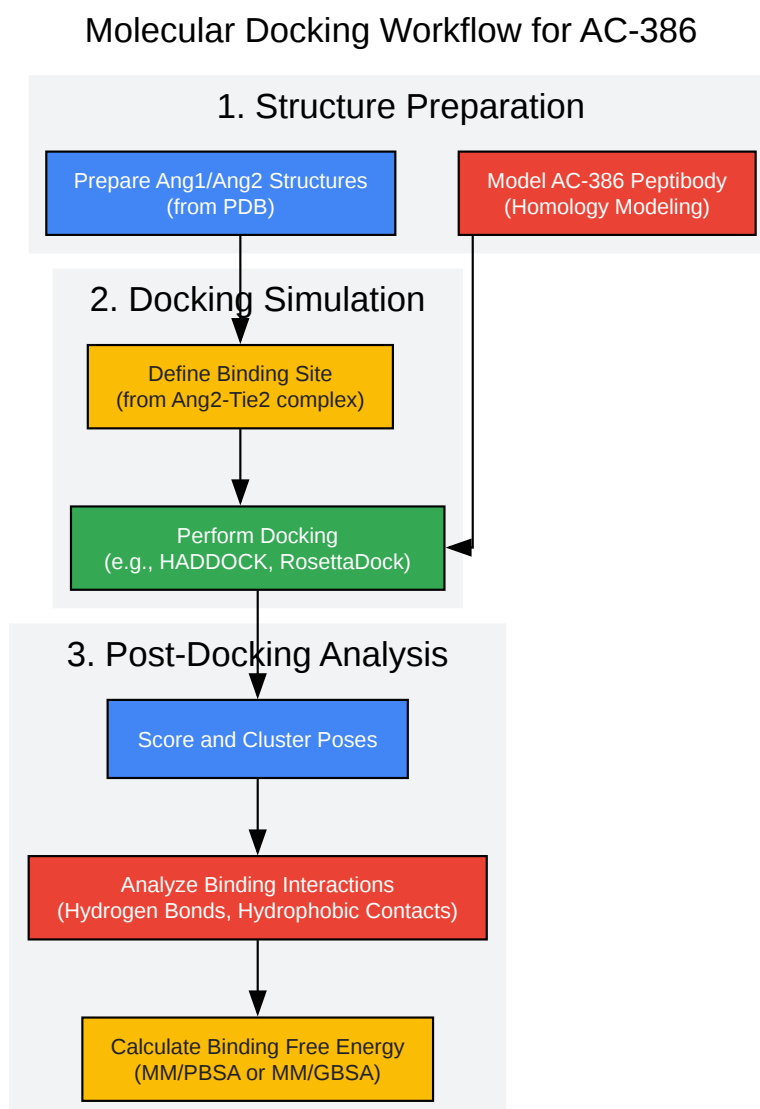 Molecular Docking Workflow for AC-386
1. Structure Preparation
Prepare Ang1/Ang2 Structures
(from PDB)
Model AC-386 Peptibody
(Homology Modeling)
2. Docking Simulation
Define Binding Site
(from Ang2-Tie2 complex)
Perform Docking
(e.g., HADDOCK, RosettaDock)
3. Post-Docking Analysis
Score and Cluster Poses
Analyze Binding Interactions
(Hydrogen Bonds, Hydrophobic Contacts)
Calculate Binding Free Energy
(MM/PBSA or MM/GBSA)